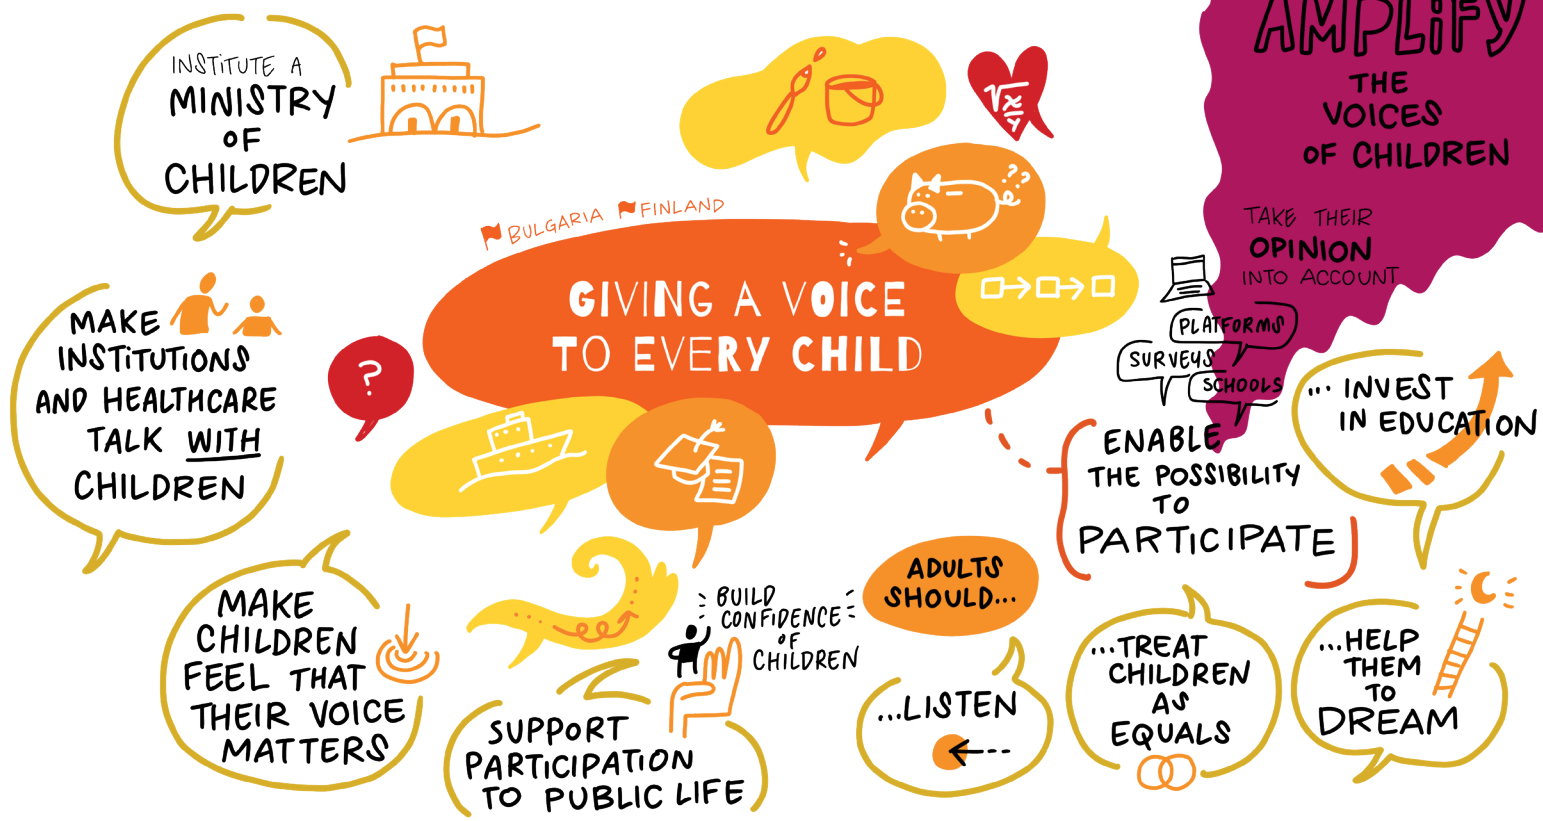 INSTITUTE A
MINISTRY
OF
CHILDREN
AMPLIFY
THE
VOICES
OF CHILDREN
TAKE THEIR
OPINION
INTO ACCOUNT
PLATFORMS
SURVEYS
SCHOOLS
√x/y
??
BULGARIA FINLAND
GIVING A VOICE
TO EVERY CHILD
?
MAKE
INSTITUTIONS
AND HEALTHCARE
TALK WITH
CHILDREN
ENABLE
THE POSSIBILITY
TO
PARTICIPATE
... INVEST
IN EDUCATION
MAKE
CHILDREN
FEEL THAT
THEIR VOICE
MATTERS
BUILD
CONFIDENCE
OF
CHILDREN
SUPPORT
PARTICIPATION
TO PUBLIC LIFE
ADULTS
SHOULD...
...LISTEN
...TREAT
CHILDREN
AS
EQUALS
...HELP
THEM
TO
DREAM